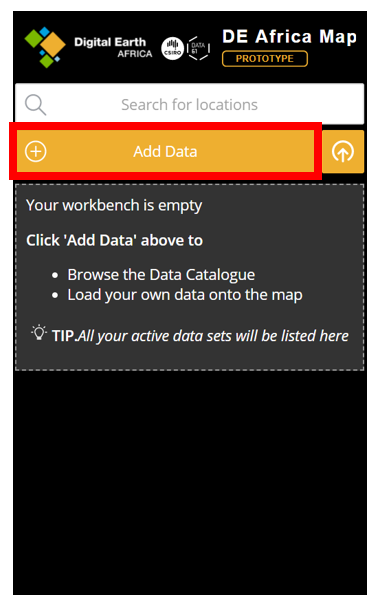 Digital Earth
AFRICA
CSIRO
DATA
61
DE Africa Map
PROTOTYPE
Search for locations
Add Data
Your workbench is empty
Click 'Add Data' above to
Browse the Data Catalogue
Load your own data onto the map
TIP.All your active data sets will be listed here